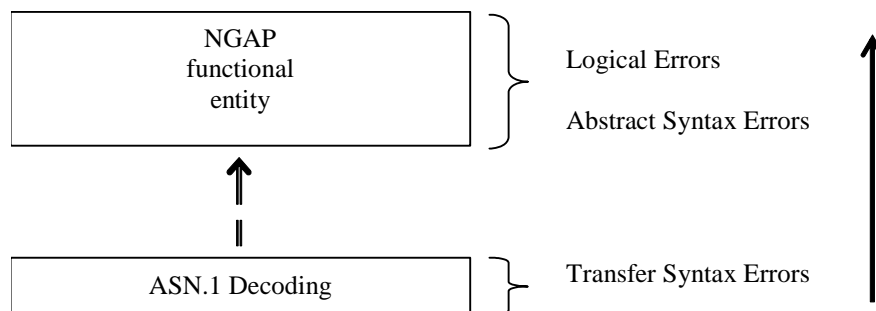 NGAP
functional
entity
Logical Errors
Abstract Syntax Errors
ASN.1 Decoding
Transfer Syntax Errors